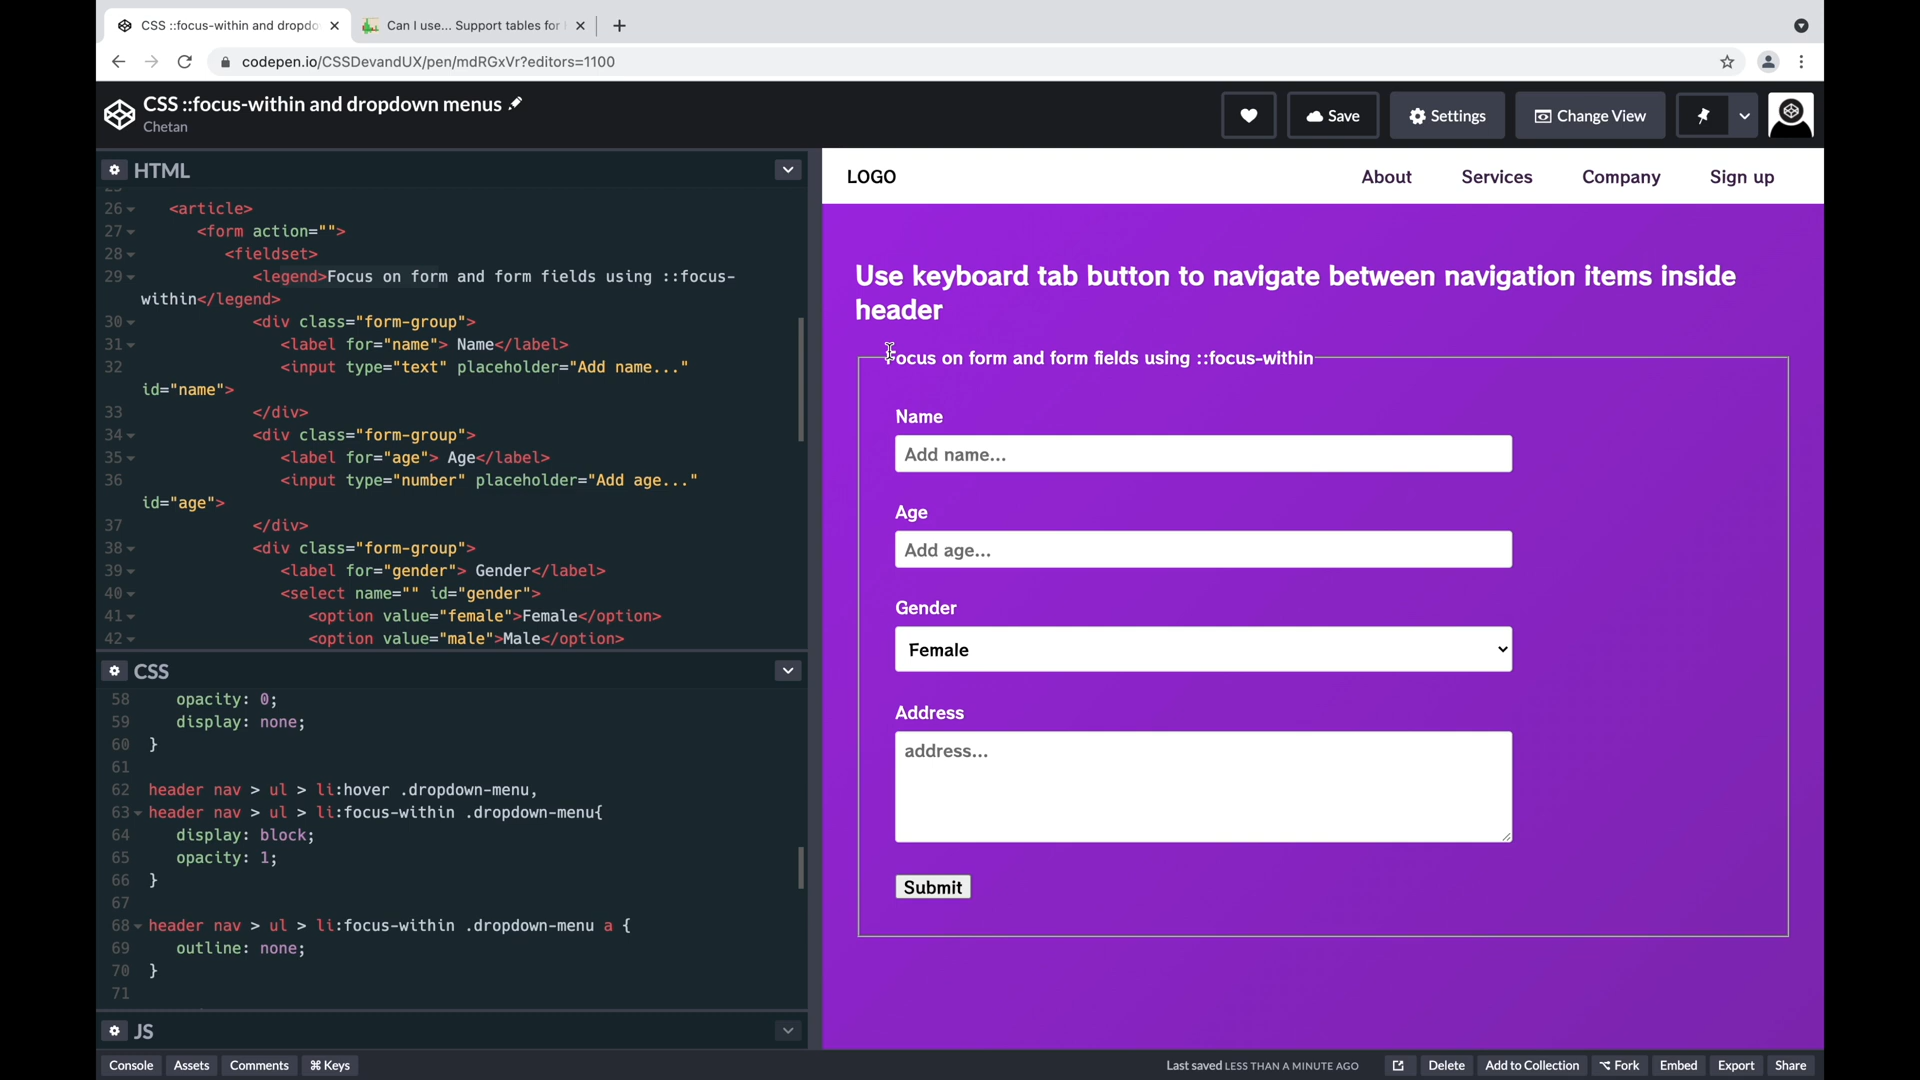 CSS ::focus-within and dropdo
Can I use... Support tables for
codepen.io/CSSDevandUX/pen/mdRGxVr?editors=1100
CSS ::focus-within and dropdown menus
Chetan
Save
Settings
Change View
HTML
25
26 <article>
27 <form action="">
28 <fieldset>
29 <legend>Focus on form and form fields using ::focus-
within</legend>
30 <div class="form-group">
31 <label for="name"> Name</label>
32 <input type="text" placeholder="Add name..."
id="name">
33 </div>
34 <div class="form-group">
35 <label for="age"> Age</label>
36 <input type="number" placeholder="Add age..."
id="age">
37 </div>
38 <div class="form-group">
39 <label for="gender"> Gender</label>
40 <select name="" id="gender">
41 <option value="female">Female</option>
42 <option value="male">Male</option>
CSS
58 opacity: 0;
59 display: none;
60 }
61
62 header nav > ul > li:hover .dropdown-menu,
63 header nav > ul > li:focus-within .dropdown-menu{
64 display: block;
65 opacity: 1;
66 }
67
68 header nav > ul > li:focus-within .dropdown-menu a {
69 outline: none;
70 }
71
JS
LOGO
About
Services
Company
Sign up
Use keyboard tab button to navigate between navigation items inside
header
Focus on form and form fields using ::focus-within
Name
Add name...
Age
Add age...
Gender
Female
Address
address...
Submit
Console
Assets
Comments
⌘ Keys
Last saved LESS THAN A MINUTE AGO
Delete
Add to Collection
Fork
Embed
Export
Share